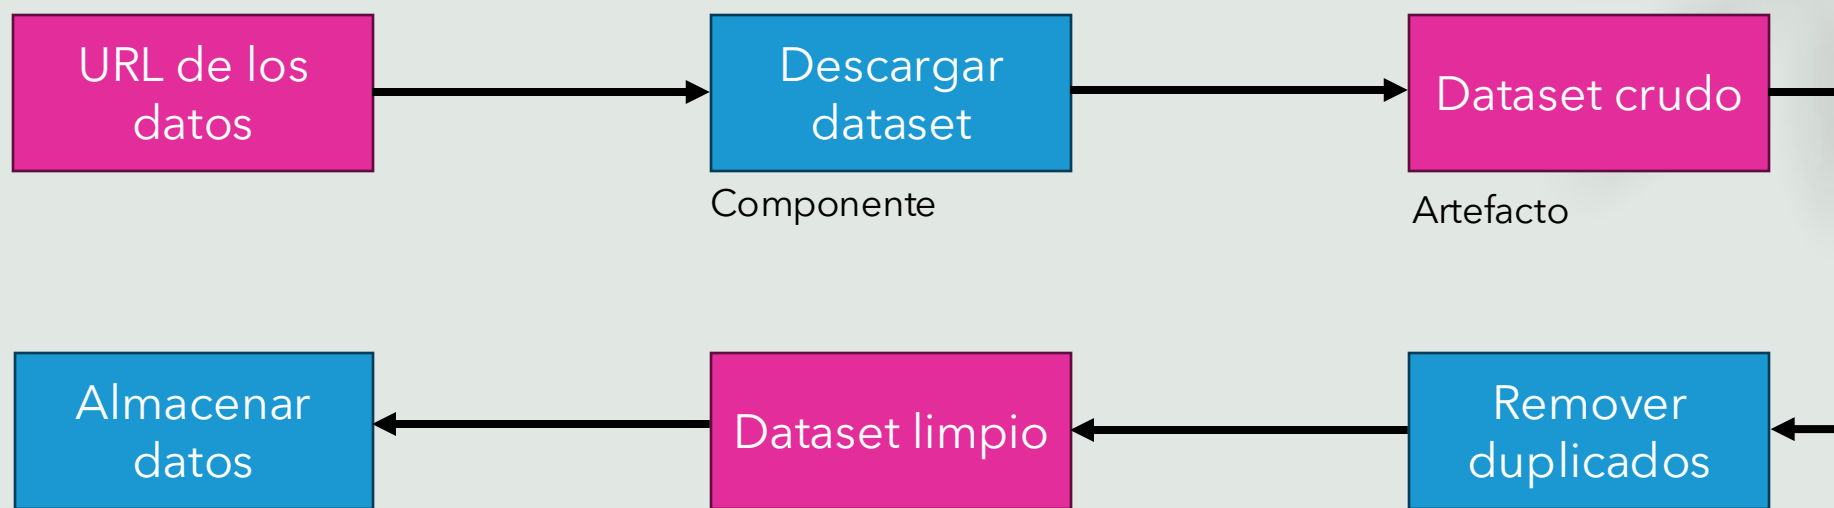 URL de los
datos
Descargar
dataset
Dataset crudo
Componente
Artefacto
Almacenar
datos
Dataset limpio
Remover
duplicados